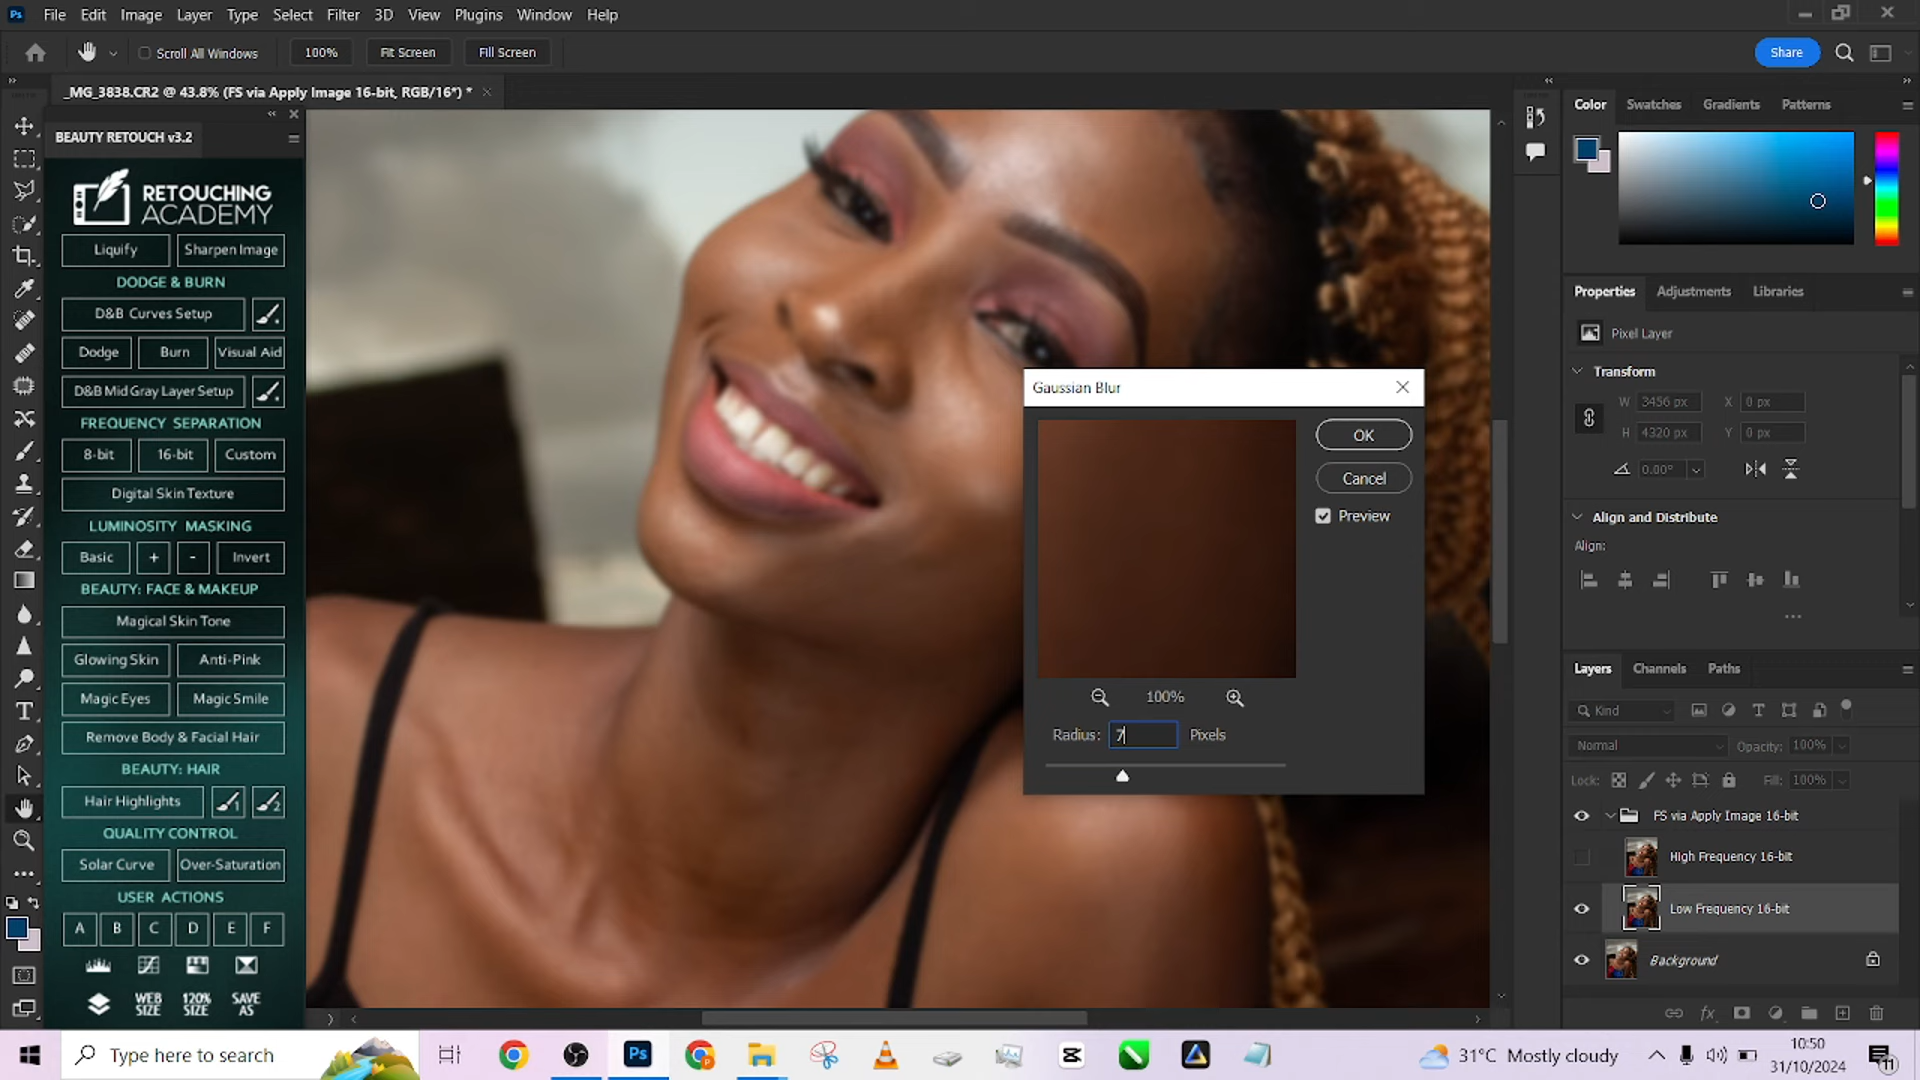 Ps File Edit Image Layer Type Select Filter 3D View Plugins Window Help
Scroll All Windows 100% Fit Screen Fill Screen Share
_MG_3838.CR2 @ 43.8% (FS via Apply Image 16-bit, RGB/16*) *
BEAUTY RETOUCH v3.2
RETOUCHING
ACADEMY
Liquify Sharpen Image
DODGE & BURN
D&B Curves Setup
Dodge Burn Visual Aid
D&B Mid Gray Layer Setup
FREQUENCY SEPARATION
8-bit 16-bit Custom
Digital Skin Texture
LUMINOSITY MASKING
Basic + - Invert
BEAUTY: FACE & MAKEUP
Magical Skin Tone
Glowing Skin Anti-Pink
Magic Eyes Magic Smile
Remove Body & Facial Hair
BEAUTY: HAIR
Hair Highlights 1 2
QUALITY CONTROL
Solar Curve Over-Saturation
USER ACTIONS
A B C D E F
WEB SIZE 120% SIZE SAVE AS
Gaussian Blur
OK
Cancel
Preview
100%
Radius: 7 Pixels
Color Swatches Gradients Patterns
Properties Adjustments Libraries
Pixel Layer
Transform
W 3456 px X 0 px
H 4320 px Y 0 px
0.00°
Align and Distribute
Align:
Layers Channels Paths
Kind
Normal Opacity: 100%
Lock: Fill: 100%
FS via Apply Image 16-bit
High Frequency 16-bit
Low Frequency 16-bit
Background
Type here to search
Ps
31°C Mostly cloudy
10:50
31/10/2024
11